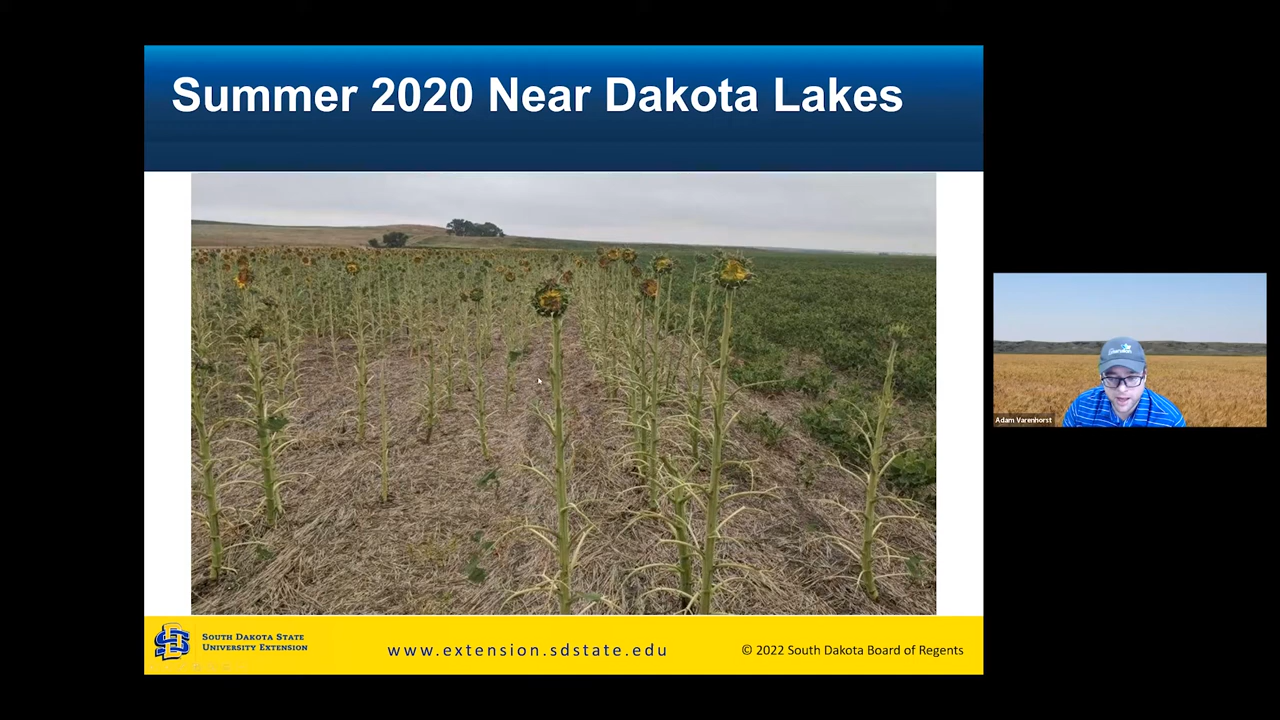 Summer 2020 Near Dakota Lakes
Adam Varenhorst
SOUTH DAKOTA STATE
UNIVERSITY EXTENSION
www.extension.sdstate.edu
© 2022 South Dakota Board of Regents